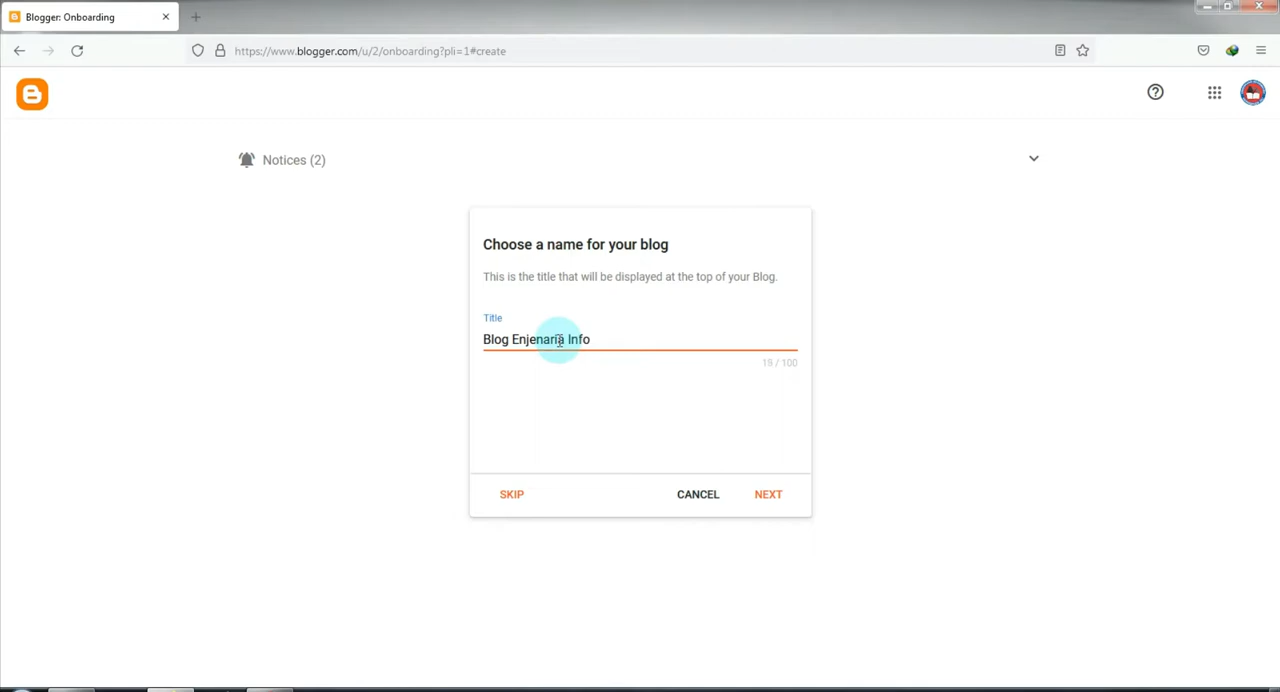 Blogger: Onboarding
https://www.blogger.com/u/2/onboarding?pli=1#create
Notices (2)
Choose a name for your blog
This is the title that will be displayed at the top of your Blog.
Title
Blog Enjenaria Info
19 / 100
SKIP CANCEL NEXT